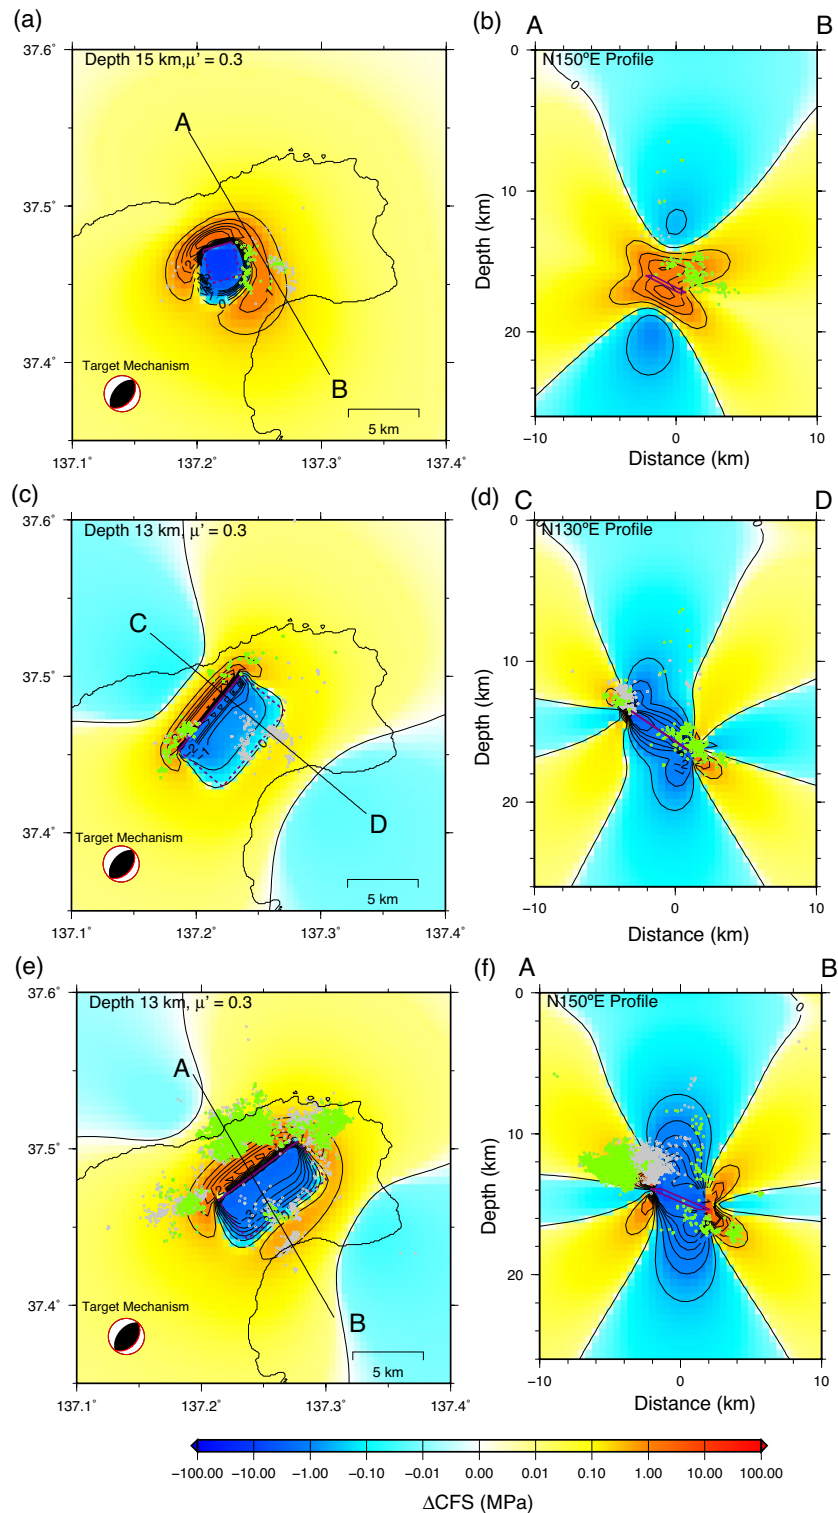 (a)
37.6˚
37.5˚
37.4˚
Depth 15 km,μ' = 0.3
A
B
2
0
Target Mechanism
5 km
137.1˚ 137.2˚ 137.3˚ 137.4˚
(b) A B
N150°E Profile
0
0
10
20
Depth (km)
−10 0 10
Distance (km)
(c)
37.6˚
37.5˚
37.4˚
Depth 13 km, μ' = 0.3
C
D
Target Mechanism
5 km
137.1˚ 137.2˚ 137.3˚ 137.4˚
(d) C D
N130°E Profile
0
10
20
Depth (km)
−10 0 10
Distance (km)
(e)
37.6˚
37.5˚
37.4˚
Depth 13 km, μ' = 0.3
A
B
Target Mechanism
5 km
137.1˚ 137.2˚ 137.3˚ 137.4˚
(f) A B
N150°E Profile
0
0
10
20
Depth (km)
−10 0 10
Distance (km)
−100.00 −10.00 −1.00 −0.10 −0.01 0.00 0.01 0.10 1.00 10.00 100.00
ΔCFS (MPa)